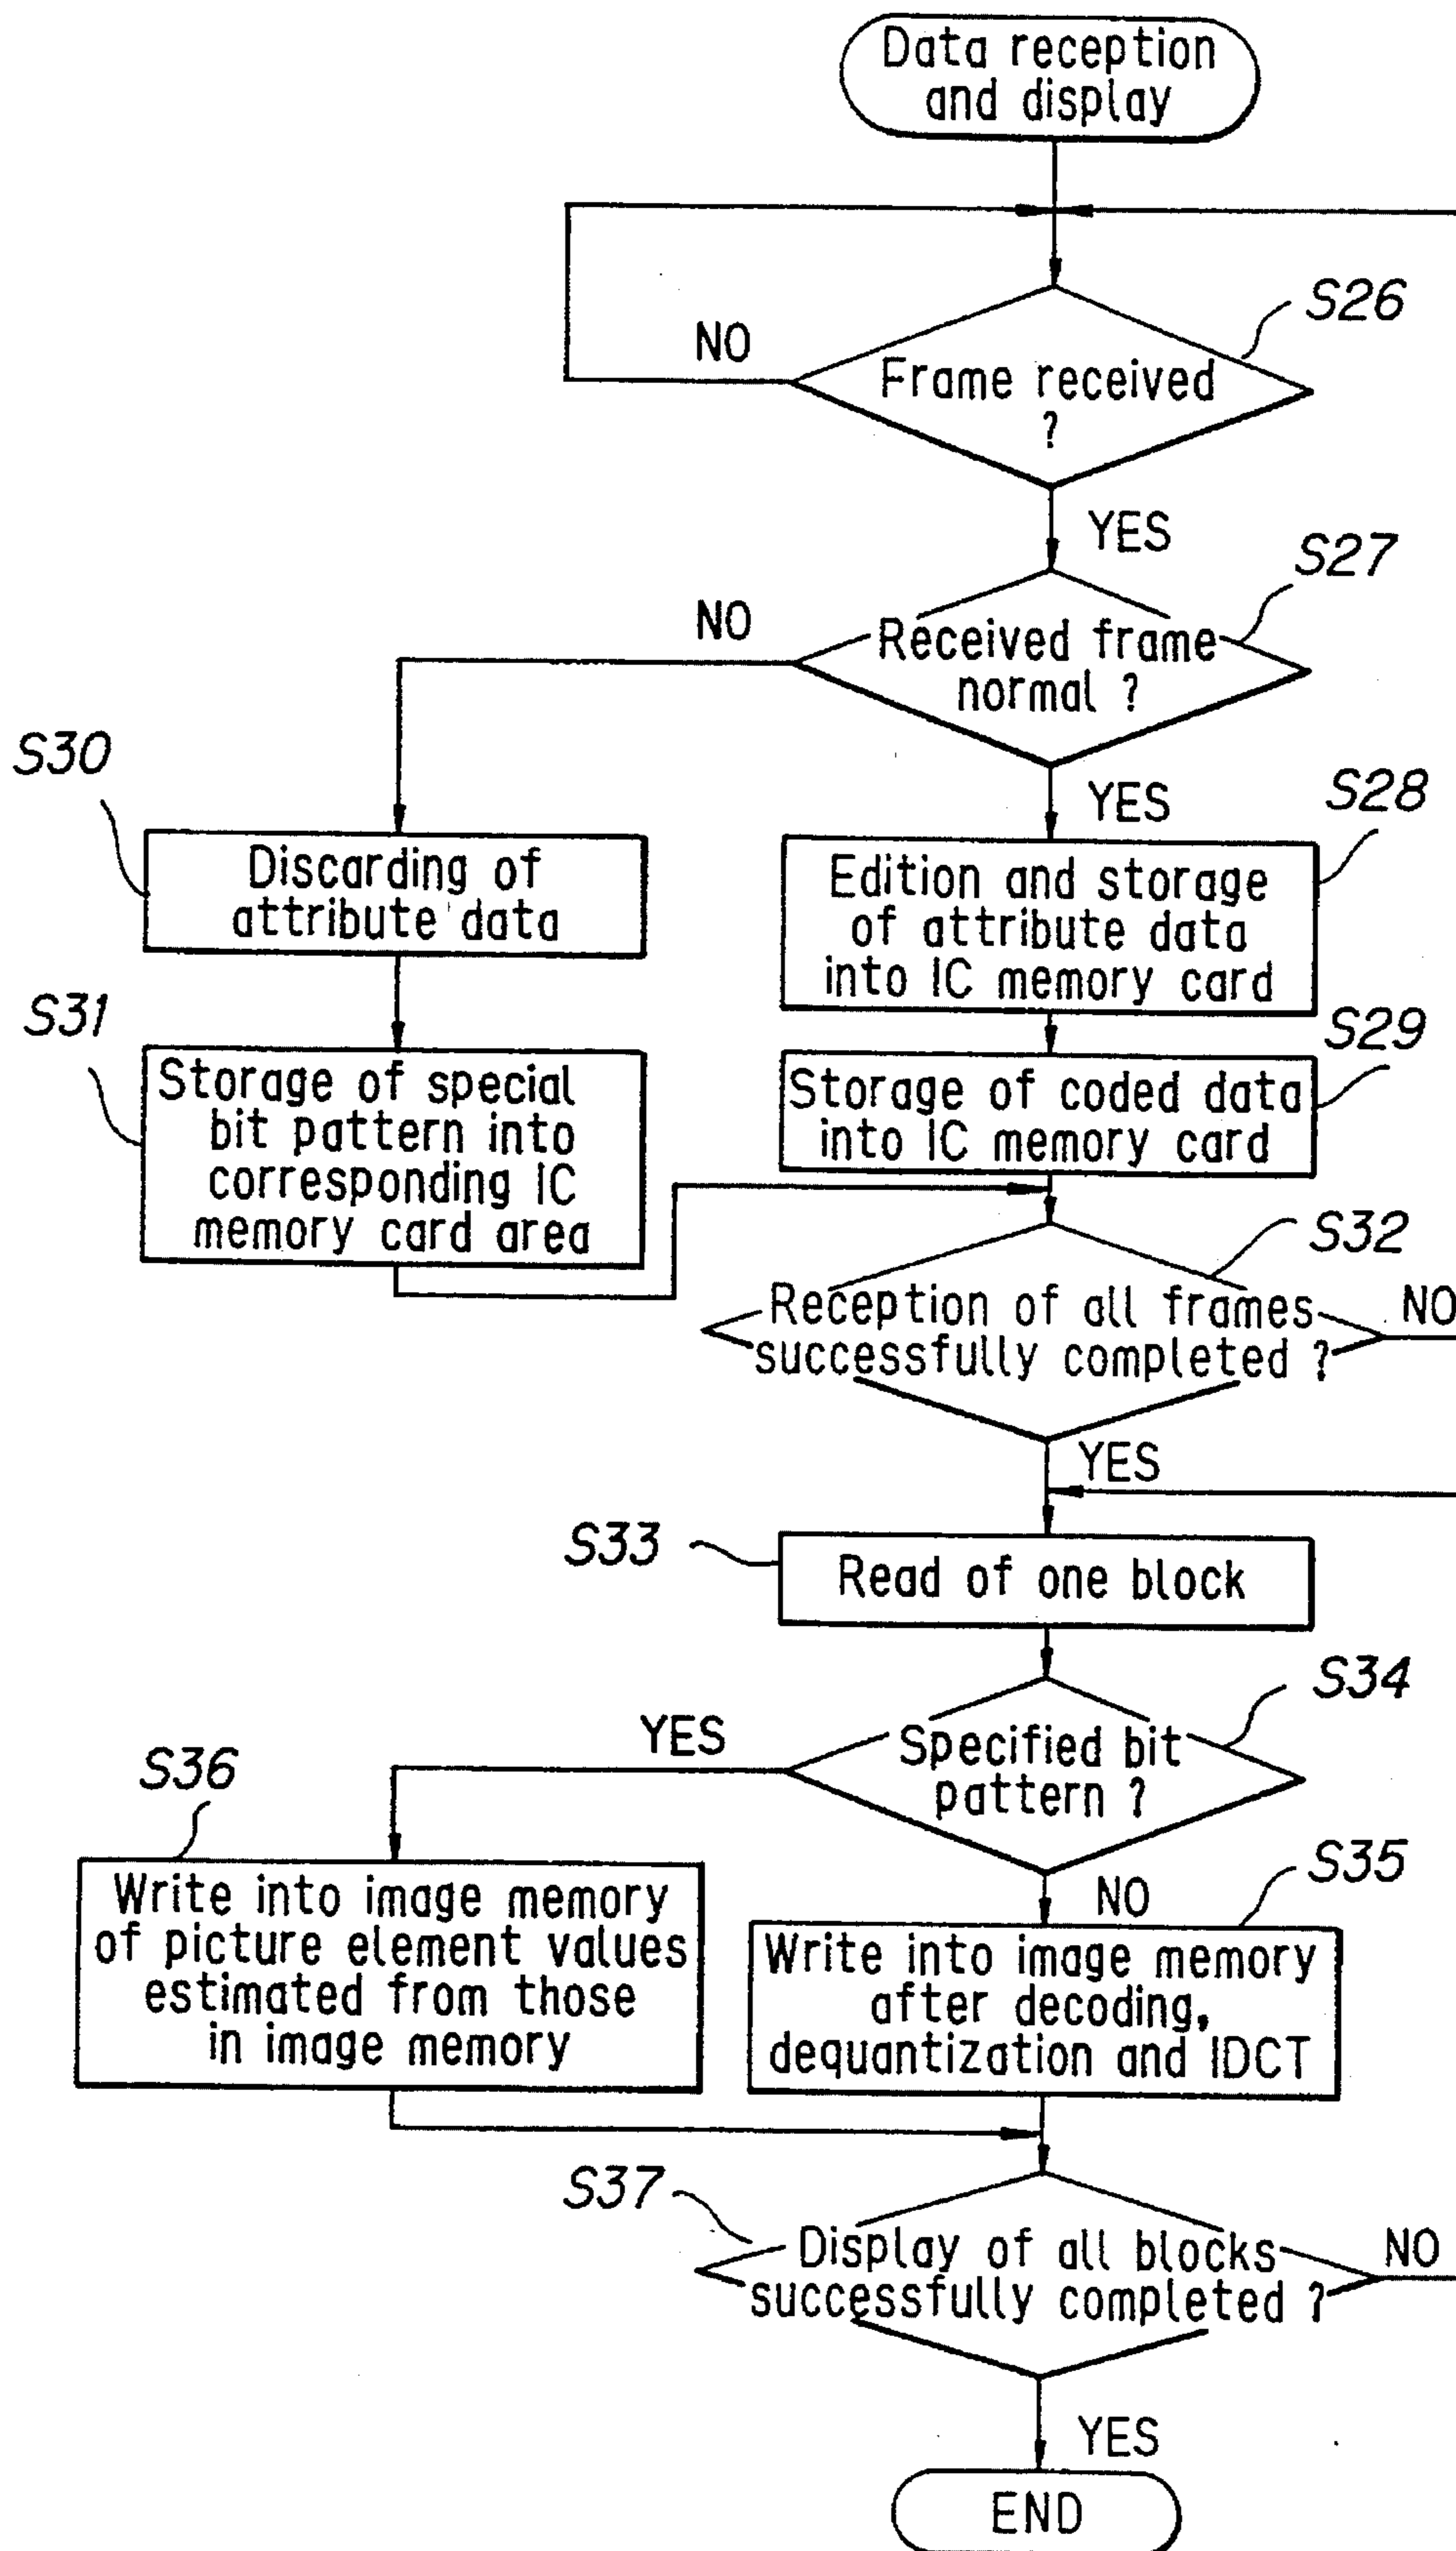 Data reception
and display
S26
NO
Frame received
?
YES
S27
NO
Received frame
normal ?
S30
YES
S28
Discarding of
attribute data
Edition and storage
of attribute data
into IC memory card
S31
S29
Storage of special
bit pattern into
corresponding IC
memory card area
Storage of coded data
into IC memory card
S32
Reception of all frames
successfully completed ?
NO
YES
S33
Read of one block
S34
YES
Specified bit
pattern ?
S36
S35
NO
Write into image memory
of picture element values
estimated from those
in image memory
Write into image memory
after decoding,
dequantization and IDCT
S37
Display of all blocks
successfully completed ?
NO
YES
END